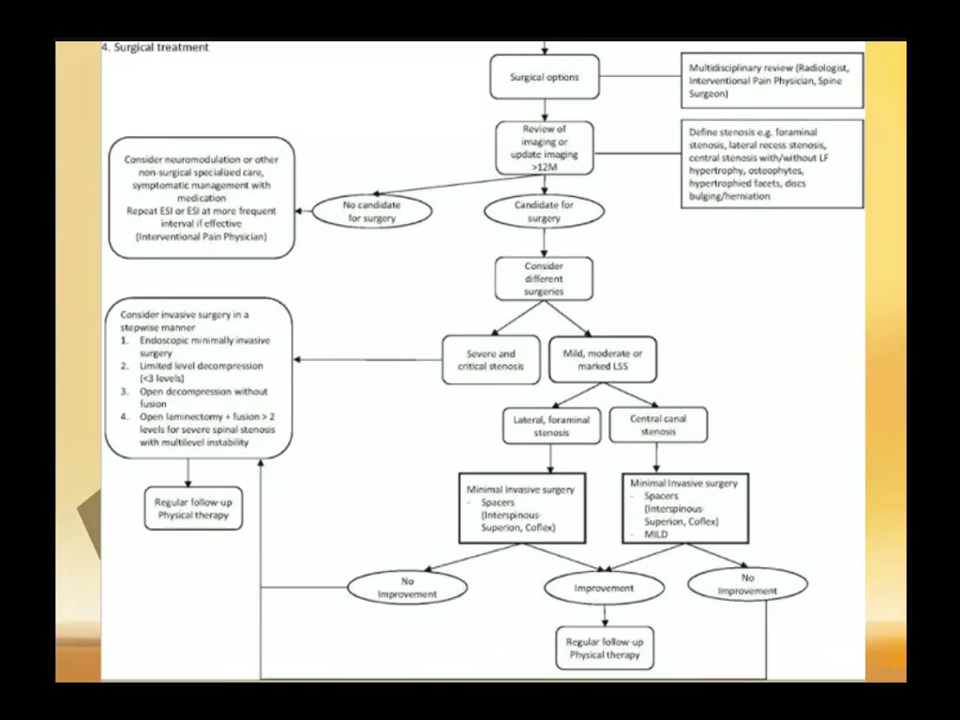 4. Surgical treatment
Surgical options
Multidisciplinary review (Radiologist,
Interventional Pain Physician, Spine
Surgeon)
Review of
imaging or
update imaging
>12M
Define stenosis e.g. foraminal
stenosis, lateral recess stenosis,
central stenosis with/without LF
hypertrophy, osteophytes,
hypertrophied facets, discs
bulging/herniation
Consider neuromodulation or other
non-surgical specialized care,
symptomatic management with
medication
Repeat ESI or ESI at more frequent
interval if effective
(Interventional Pain Physician)
No candidate
for surgery
Candidate for
surgery
Consider
different
surgeries
Consider invasive surgery in a
stepwise manner
1. Endoscopic minimally invasive
surgery
2. Limited level decompression
(<3 levels)
3. Open decompression without
fusion
4. Open laminectomy + fusion > 2
levels for severe spinal stenosis
with multilevel instability
Severe and
critical stenosis
Mild, moderate or
marked LSS
Lateral, foraminal
stenosis
Central canal
stenosis
Regular follow-up
Physical therapy
Minimal Invasive surgery
- Spacers
(Interspinous-
Superion, Coflex)
Minimal Invasive surgery
- Spacers
(Interspinous-
Superion, Coflex)
- MILD
No
Improvement
Improvement
No
Improvement
Regular follow-up
Physical therapy